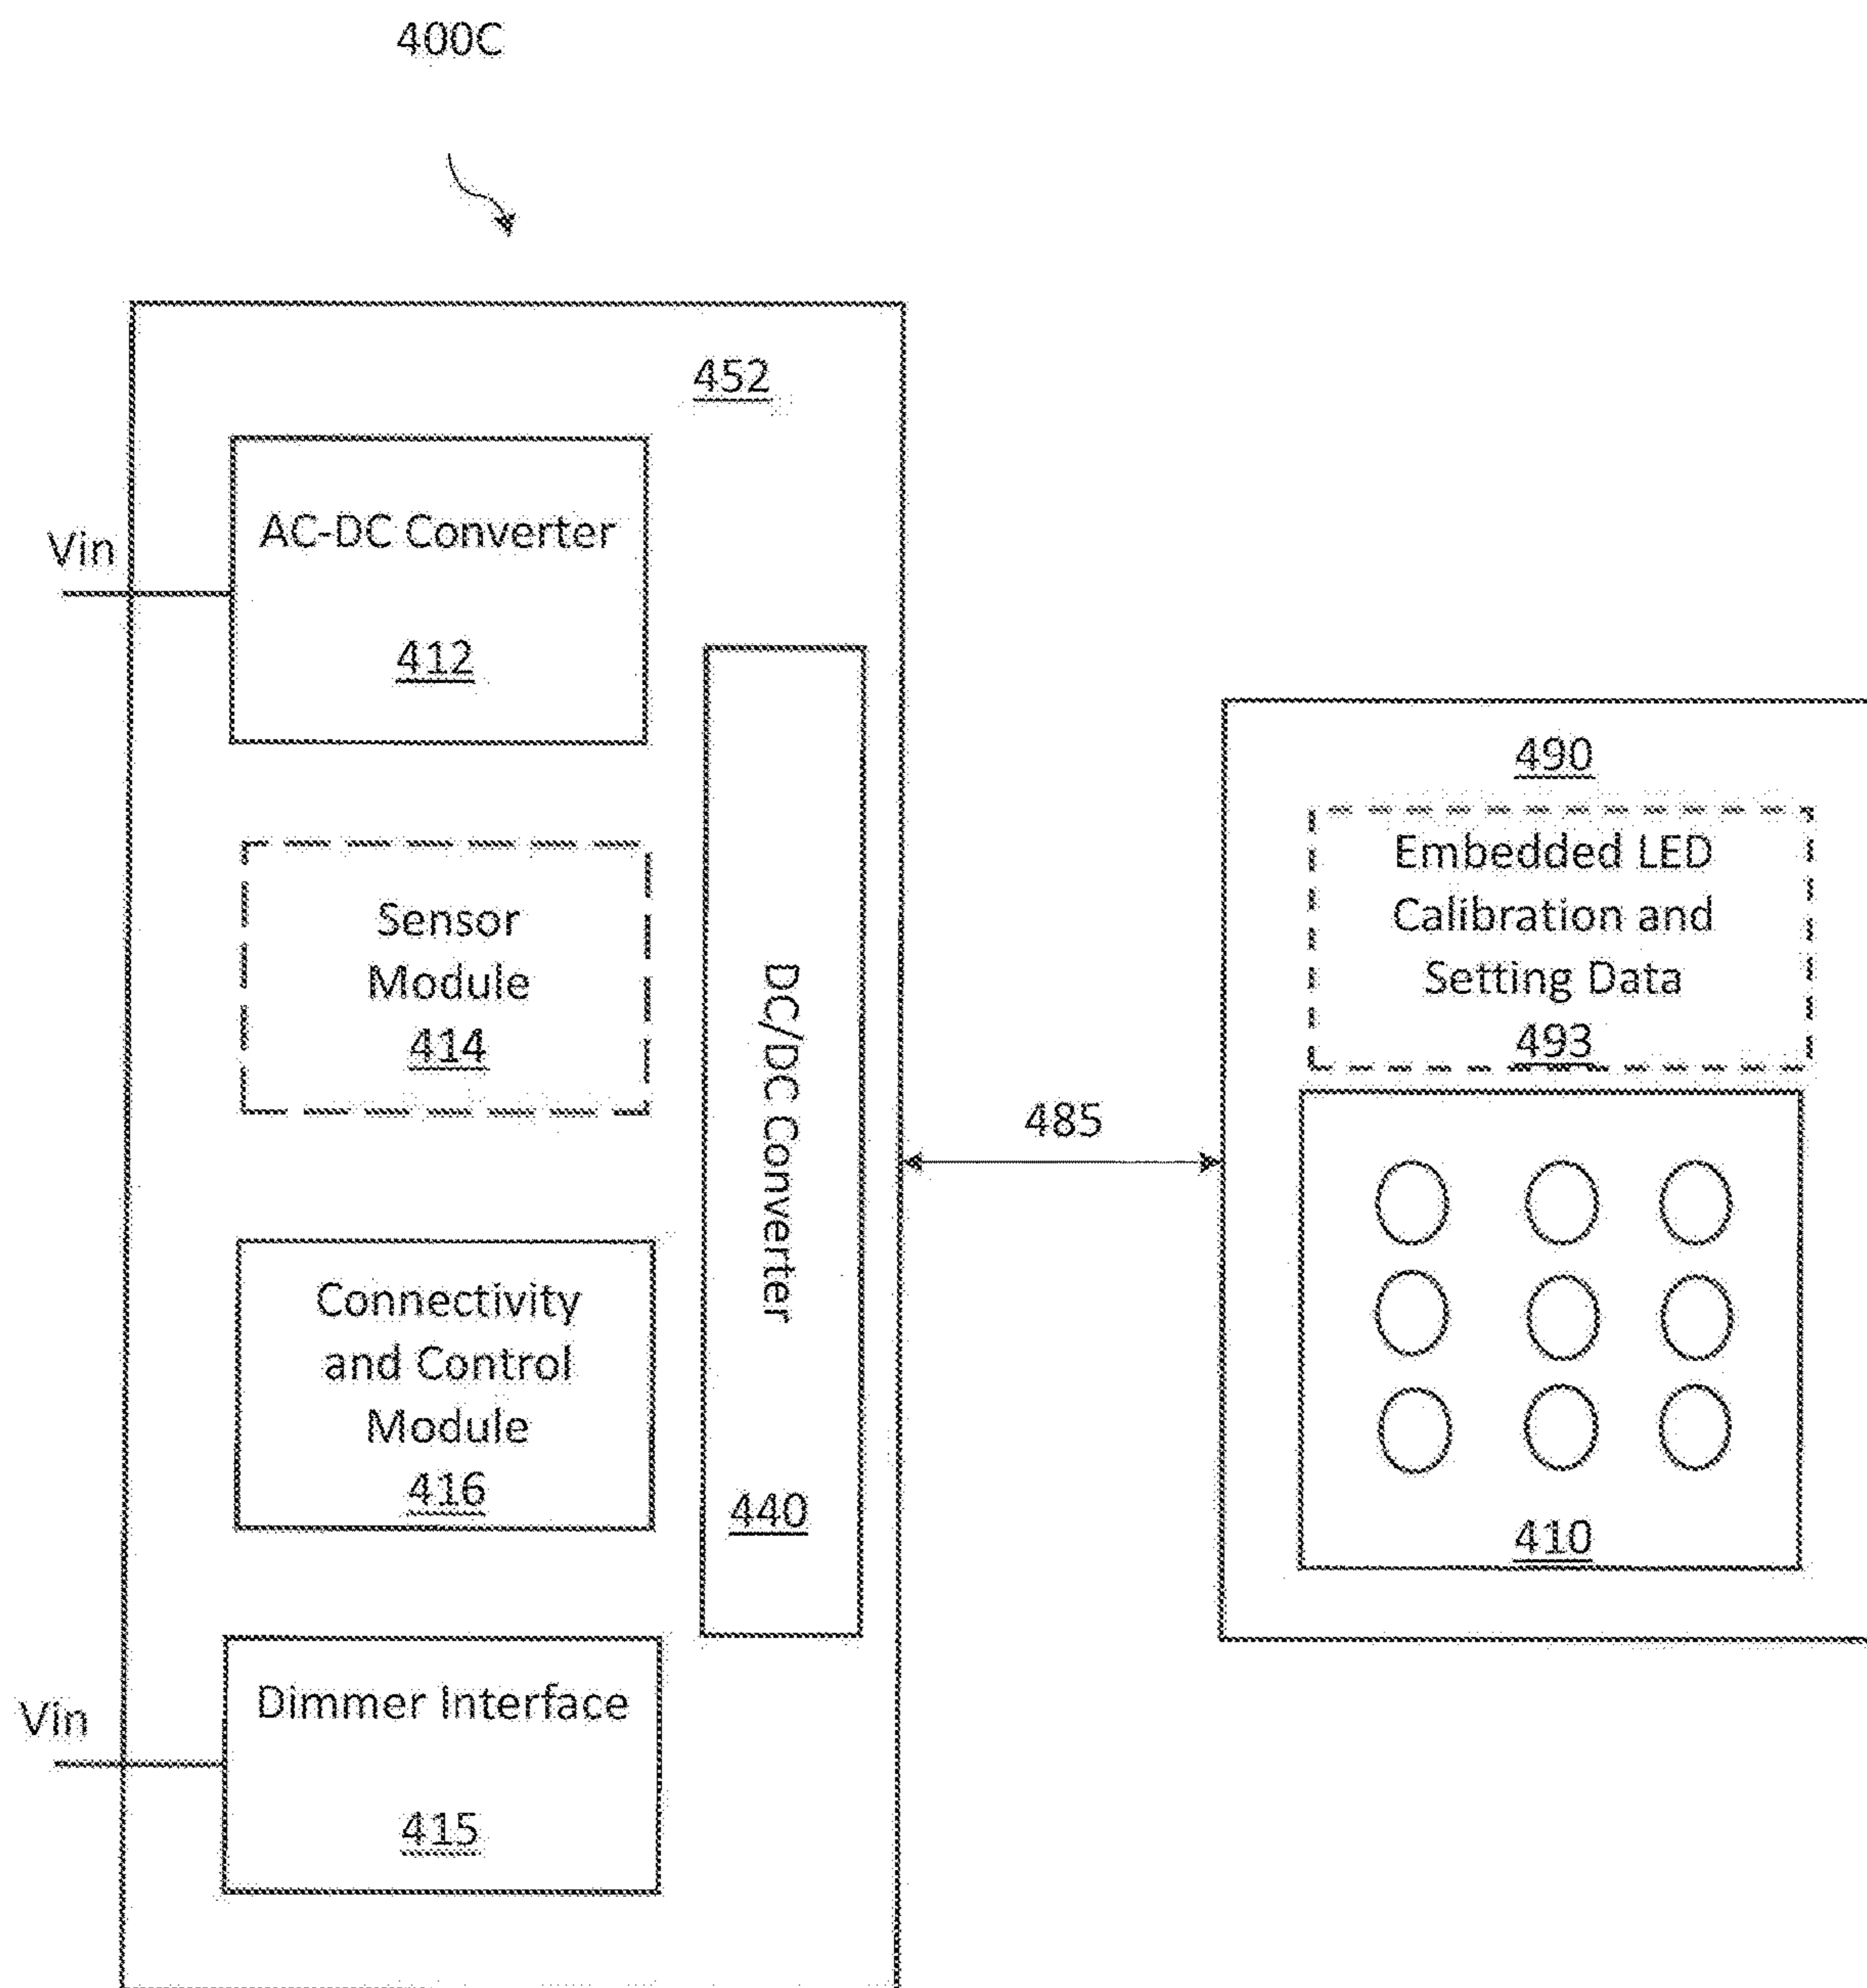 400C
452
Vin
AC-DC Converter
412
Sensor
Module
414
Connectivity
and Control
Module
416
DC/DC Converter
440
Vin
Dimmer Interface
415
485
490
Embedded LED
Calibration and
Setting Data
493
410